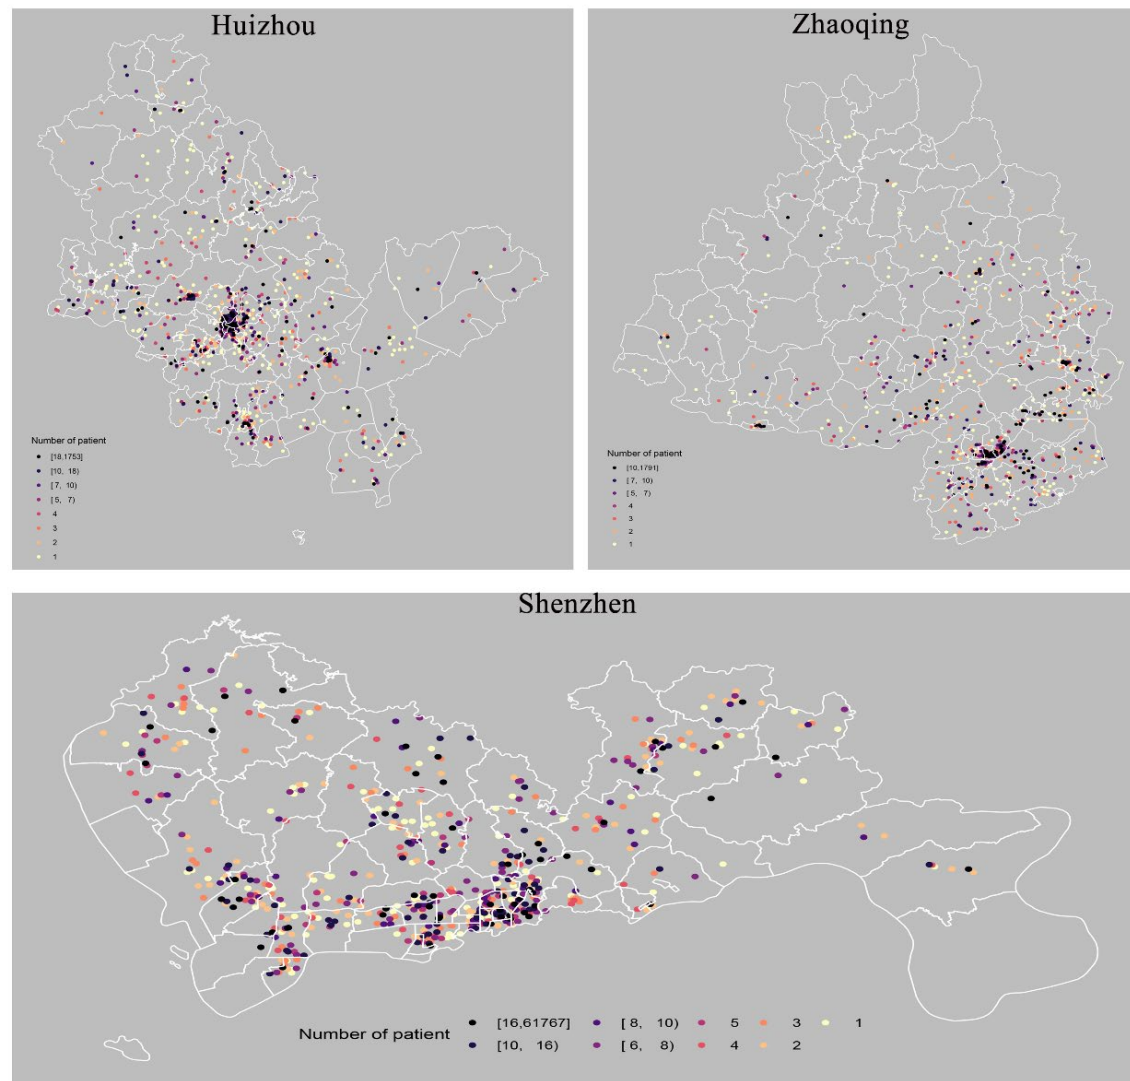 Huizhou
Number of patient
[18,1753]
[10, 18)
[ 7, 10)
[ 5, 7)
4
3
2
1
Zhaoqing
Number of patient
[10,1791]
[ 7, 10)
[ 5, 7)
4
3
2
1
Shenzhen
Number of patient
[16,61767] [ 8, 10) 5 3 1
[10, 16) [ 6, 8) 4 2